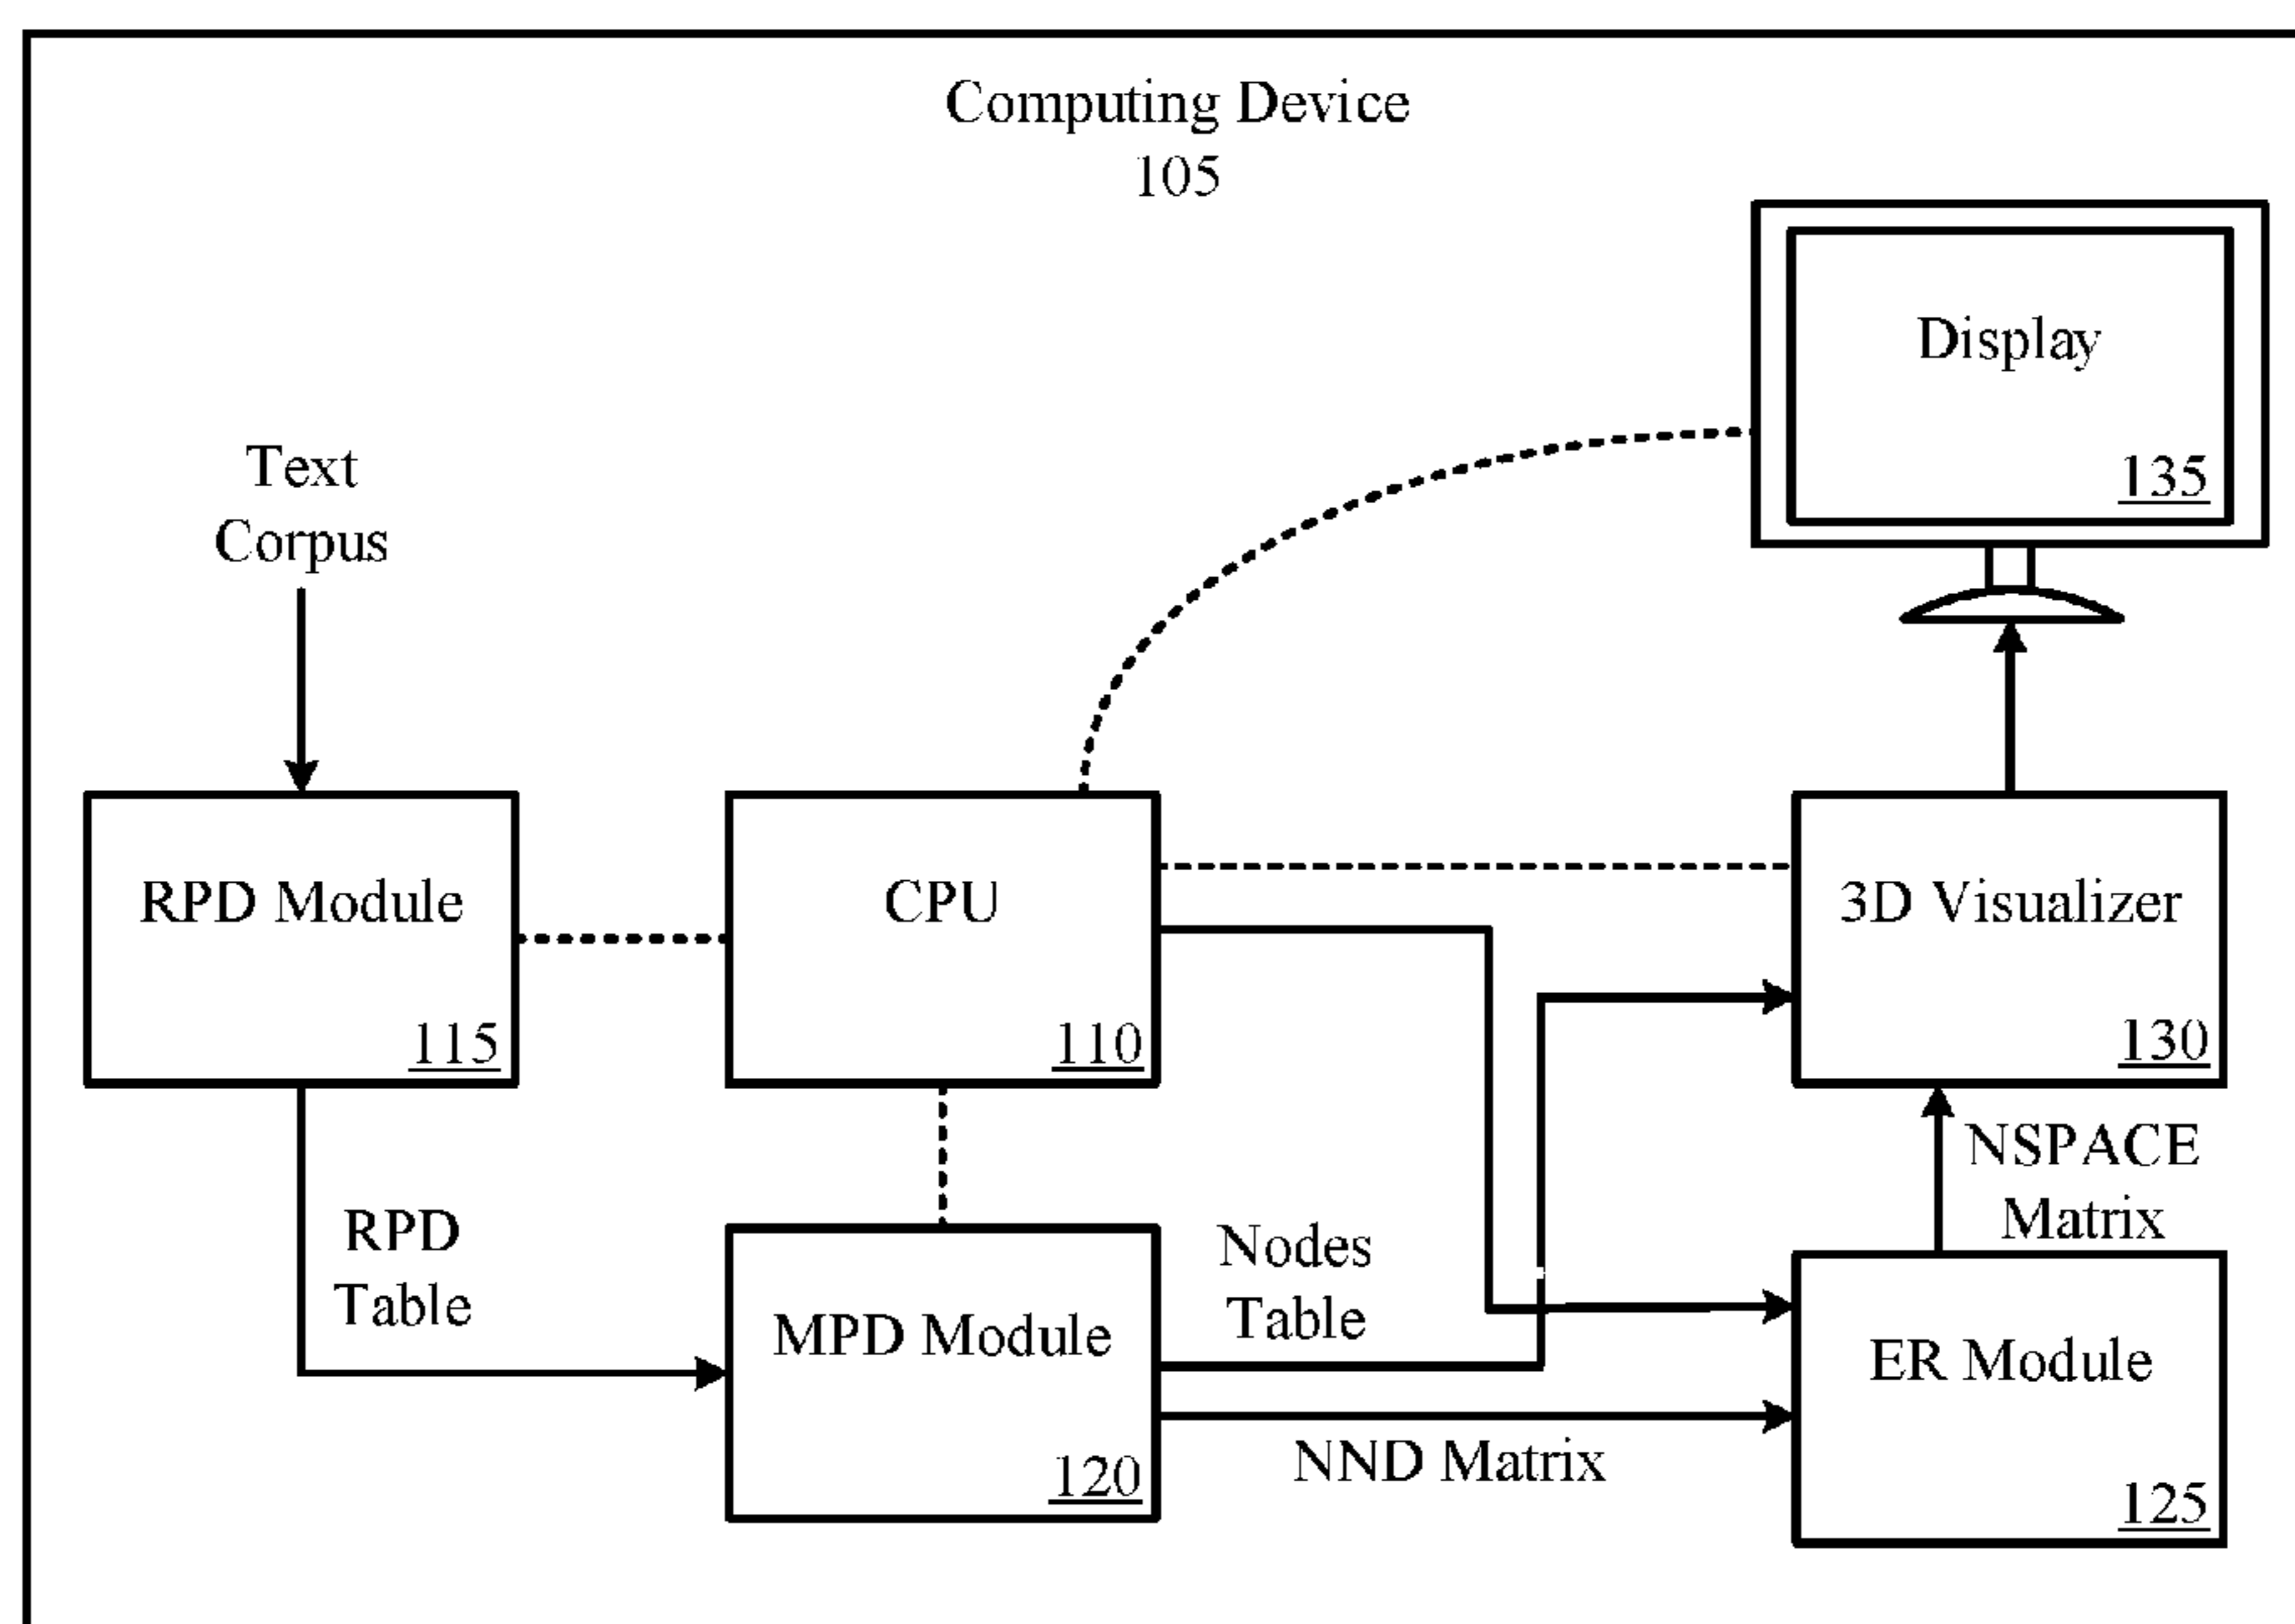 Computing Device
105
Display
135
Text
Corpus
RPD Module
115
CPU
110
3D Visualizer
130
NSPACE
Matrix
RPD
Table
MPD Module
120
Nodes
Table
NND Matrix
ER Module
125